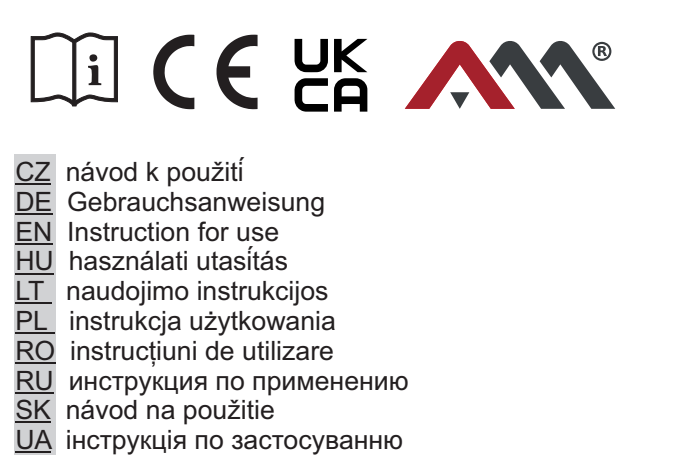 i CE UK CA AM ®
CZ návod k použití
DE Gebrauchsanweisung
EN Instruction for use
HU használati utasítás
LT naudojimo instrukcijos
PL instrukcja użytkowania
RO instrucțiuni de utilizare
RU инструкция по применению
SK návod na použitie
UA інструкція по застосуванню